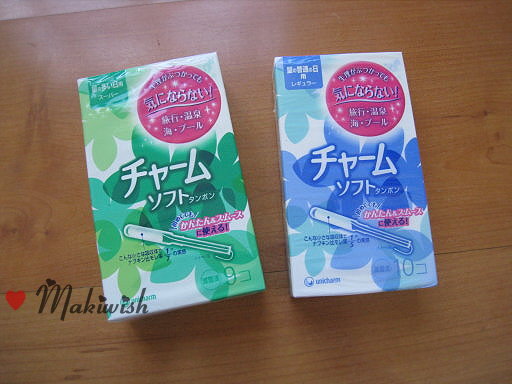 量の多い日用
スーパー
生理がぶつかっても
気にならない!
旅行・温泉
海・プール
チャーム
ソフトタンポン
かんたん&スムーズ
に使える!
9コ
unicharm
量の普通の日
用
レギュラー
生理がぶつかっても
気にならない!
旅行・温泉
海・プール
チャーム
ソフトタンポン
かんたん&スムーズ
に使える!
10コ
unicharm
Makiwish